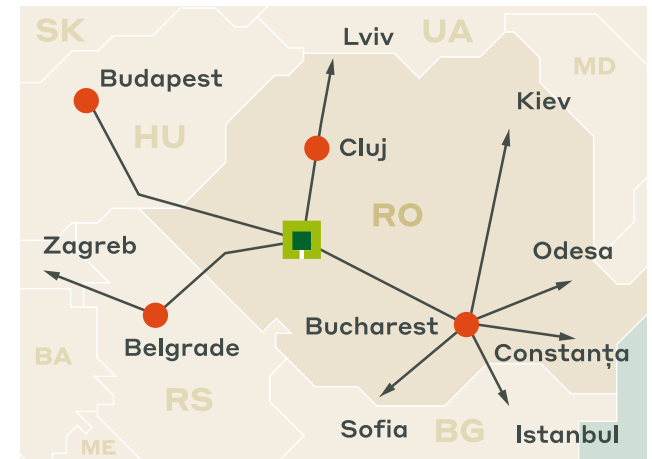 SK
UA
Lviv
MD
Budapest
Kiev
HU
Cluj
RO
Zagreb
Odesa
Bucharest
Belgrade
Constanța
BA
RS
Sofia
BG
Istanbul
ME